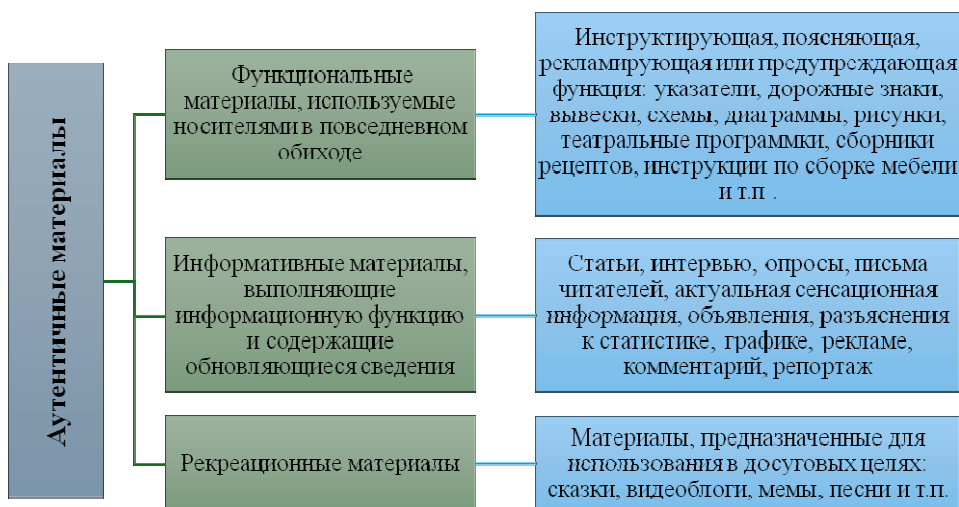 Аутентичные материалы
Функциональные
материалы, используемые
носителями в повседневном
обиходе
Инструктирующая, поясняющая,
рекламирующая или предупреждающая
функция: указатели, дорожные знаки,
вывески, схемы, диаграммы, рисунки,
театральные программки, сборники
рецептов, инструкции по сборке мебели
и т.п .
Информативные материалы,
выполняющие
информационную функцию
и содержащие
обновляющиеся сведения
Статьи, интервью, опросы, письма
читателей, актуальная сенсационная
информация, объявления, разъяснения
к статистике, графике, рекламе,
комментарий, репортаж
Рекреационные материалы
Материалы, предназначенные для
использования в досуговых целях:
сказки, видеоблоги, мемы, песни и т.п.